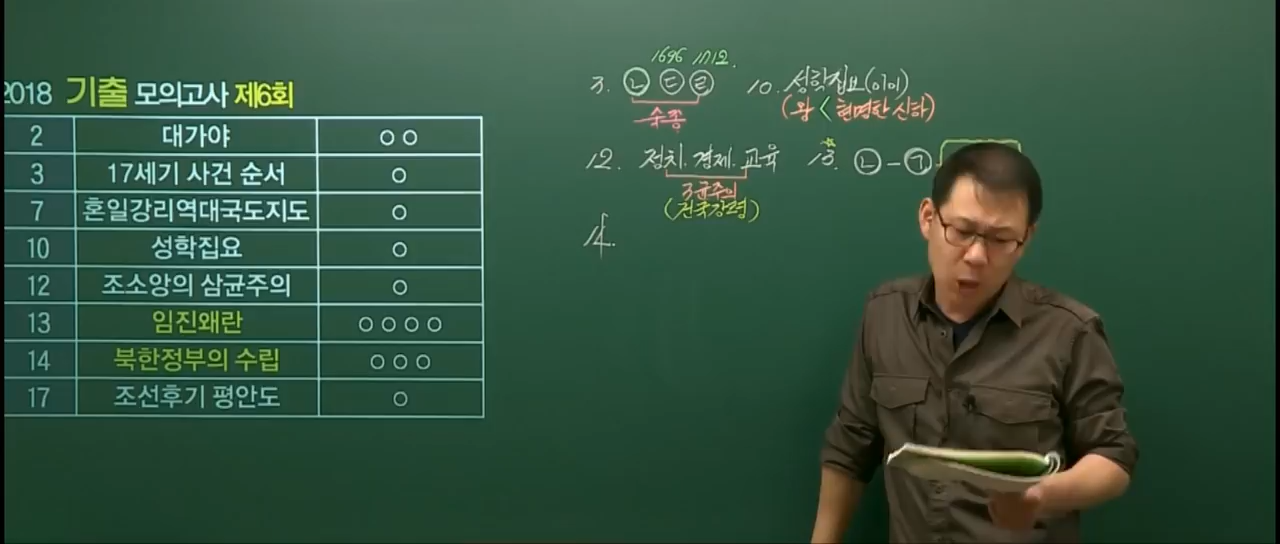 2018 기출 모의고사 제6회
2 대가야 ○○
3 17세기 사건 순서 ○
7 혼일강리역대국도지도 ○
10 성학집요 ○
12 조소앙의 삼균주의 ○
13 임진왜란 ○○○○
14 북한정부의 수립 ○○○
17 조선후기 평안도 ○
1696 1712.
3. ㉡ ㉢ ㉣
숙종
10. 성학집요(이이)
(왕 < 현명한 신하)
12. 정치. 경제. 교육
3균주의
(건국강령)
13. ㉡ - ㉠
14.